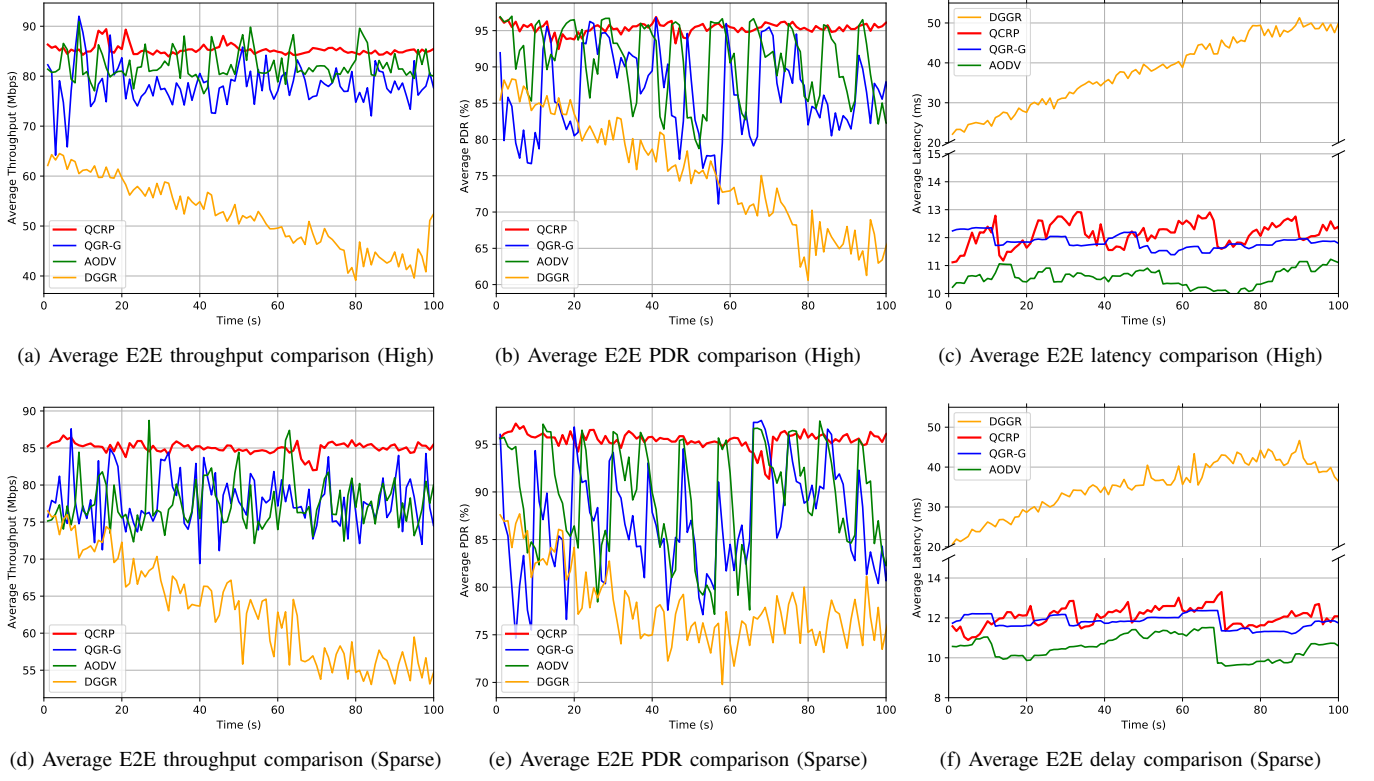 90
80
70
60
50
40
Average Throughput (Mbps)
QCRP
QGR-G
AODV
DGGR
0
20
40
60
80
100
Time (s)
(a) Average E2E throughput comparison (High)
95
90
85
80
75
70
65
60
Average PDR (%)
QCRP
QGR-G
AODV
DGGR
0
20
40
60
80
100
Time (s)
(b) Average E2E PDR comparison (High)
50
40
30
20
15
14
13
12
11
10
Average Latency (ms)
DGGR
QCRP
QGR-G
AODV
0
20
40
60
80
100
Time (s)
(c) Average E2E latency comparison (High)
90
85
80
75
70
65
60
55
Average Throughput (Mbps)
QCRP
QGR-G
AODV
DGGR
0
20
40
60
80
100
Time (s)
(d) Average E2E throughput comparison (Sparse)
95
90
85
80
75
70
Average PDR (%)
QCRP
QGR-G
AODV
DGGR
0
20
40
60
80
100
Time (s)
(e) Average E2E PDR comparison (Sparse)
50
40
30
20
14
12
10
8
Average Latency (ms)
DGGR
QCRP
QGR-G
AODV
0
20
40
60
80
100
Time (s)
(f) Average E2E delay comparison (Sparse)